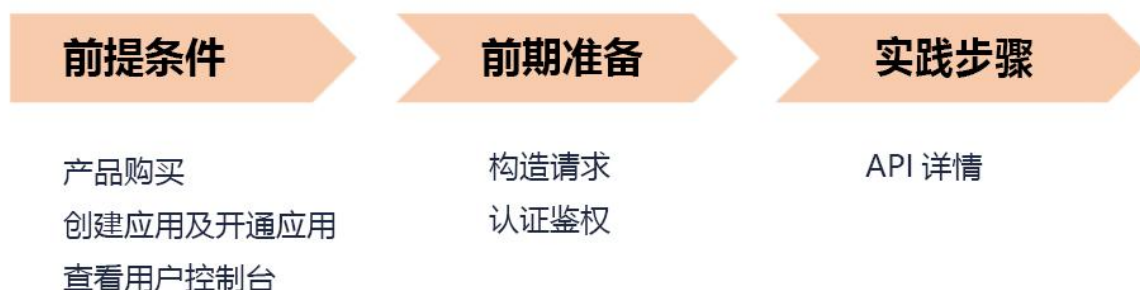 前提条件
产品购买
创建应用及开通应用
查看用户控制台
前期准备
构造请求
认证鉴权
实践步骤
API 详情